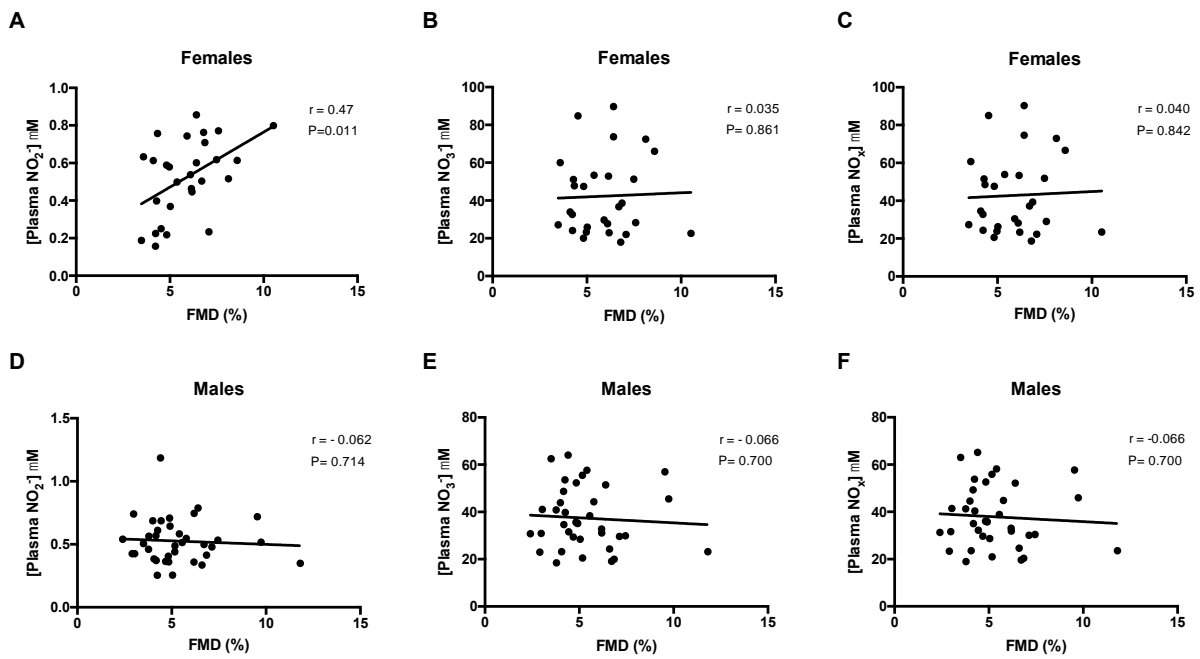 A
Females
[Plasma NO₂⁻] mM
1.0
0.8
0.6
0.4
0.2
0.0
0
5
10
15
FMD (%)
r = 0.47
P=0.011
B
Females
[Plasma NO₃⁻] mM
100
80
60
40
20
0
0
5
10
15
FMD (%)
r = 0.035
P= 0.861
C
Females
[Plasma NOₓ] mM
100
80
60
40
20
0
0
5
10
15
FMD (%)
r = 0.040
P= 0.842
D
Males
[Plasma NO₂⁻] mM
1.5
1.0
0.5
0.0
0
5
10
15
FMD (%)
r = - 0.062
P= 0.714
E
Males
[Plasma NO₃⁻] mM
80
60
40
20
0
0
5
10
15
FMD (%)
r = - 0.066
P= 0.700
F
Males
[Plasma NOₓ] mM
80
60
40
20
0
0
5
10
15
FMD (%)
r = -0.066
P= 0.700